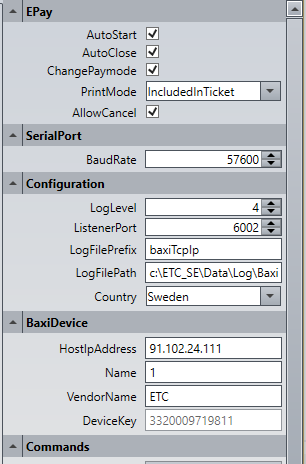 EPay
AutoStart
AutoClose
ChangePaymode
PrintMode IncludedInTicket
AllowCancel
SerialPort
BaudRate 57600
Configuration
LogLevel 4
ListenerPort 6002
LogFilePrefix baxiTcpIp
LogFilePath c:\ETC_SE\Data\Log\Baxi
Country Sweden
BaxiDevice
HostIpAddress 91.102.24.111
Name 1
VendorName ETC
DeviceKey 3320009719811
Commands